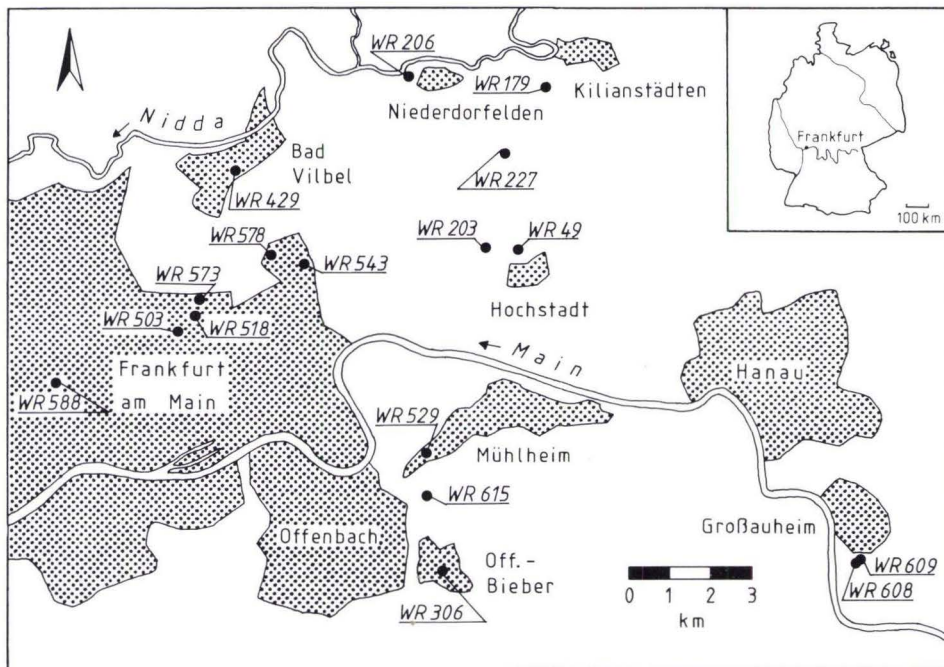 WR 206
WR 179
Kilianstädten
Niederdorfelden
Nidda
Bad
Vilbel
WR 429
WR 227
Frankfurt
100 km
WR 578
WR 543
WR 203
WR 49
Hochstadt
WR 573
WR 503
WR 518
Frankfurt
am Main
WR 588
Main
Hanau
WR 529
Mühlheim
WR 615
Offenbach
Off.-
Bieber
WR 306
Großauheim
WR 609
WR 608
0 1 2 3
km